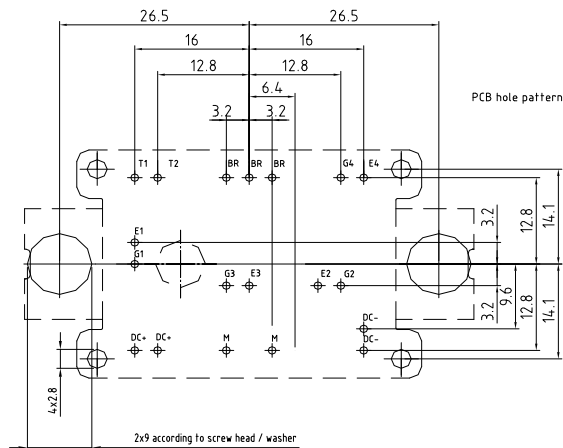 26.5 26.5
16 16
12.8 12.8
6.4
PCB hole pattern
3.2 3.2
T1 T2 BR BR BR G4 E4
3.2
12.8
14.1
E1
G1
G3 E3 E2 G2
3.2
9.6
12.8
14.1
DC-
DC+ DC+ M M DC-
4x2.8
2x9 according to screw head / washer